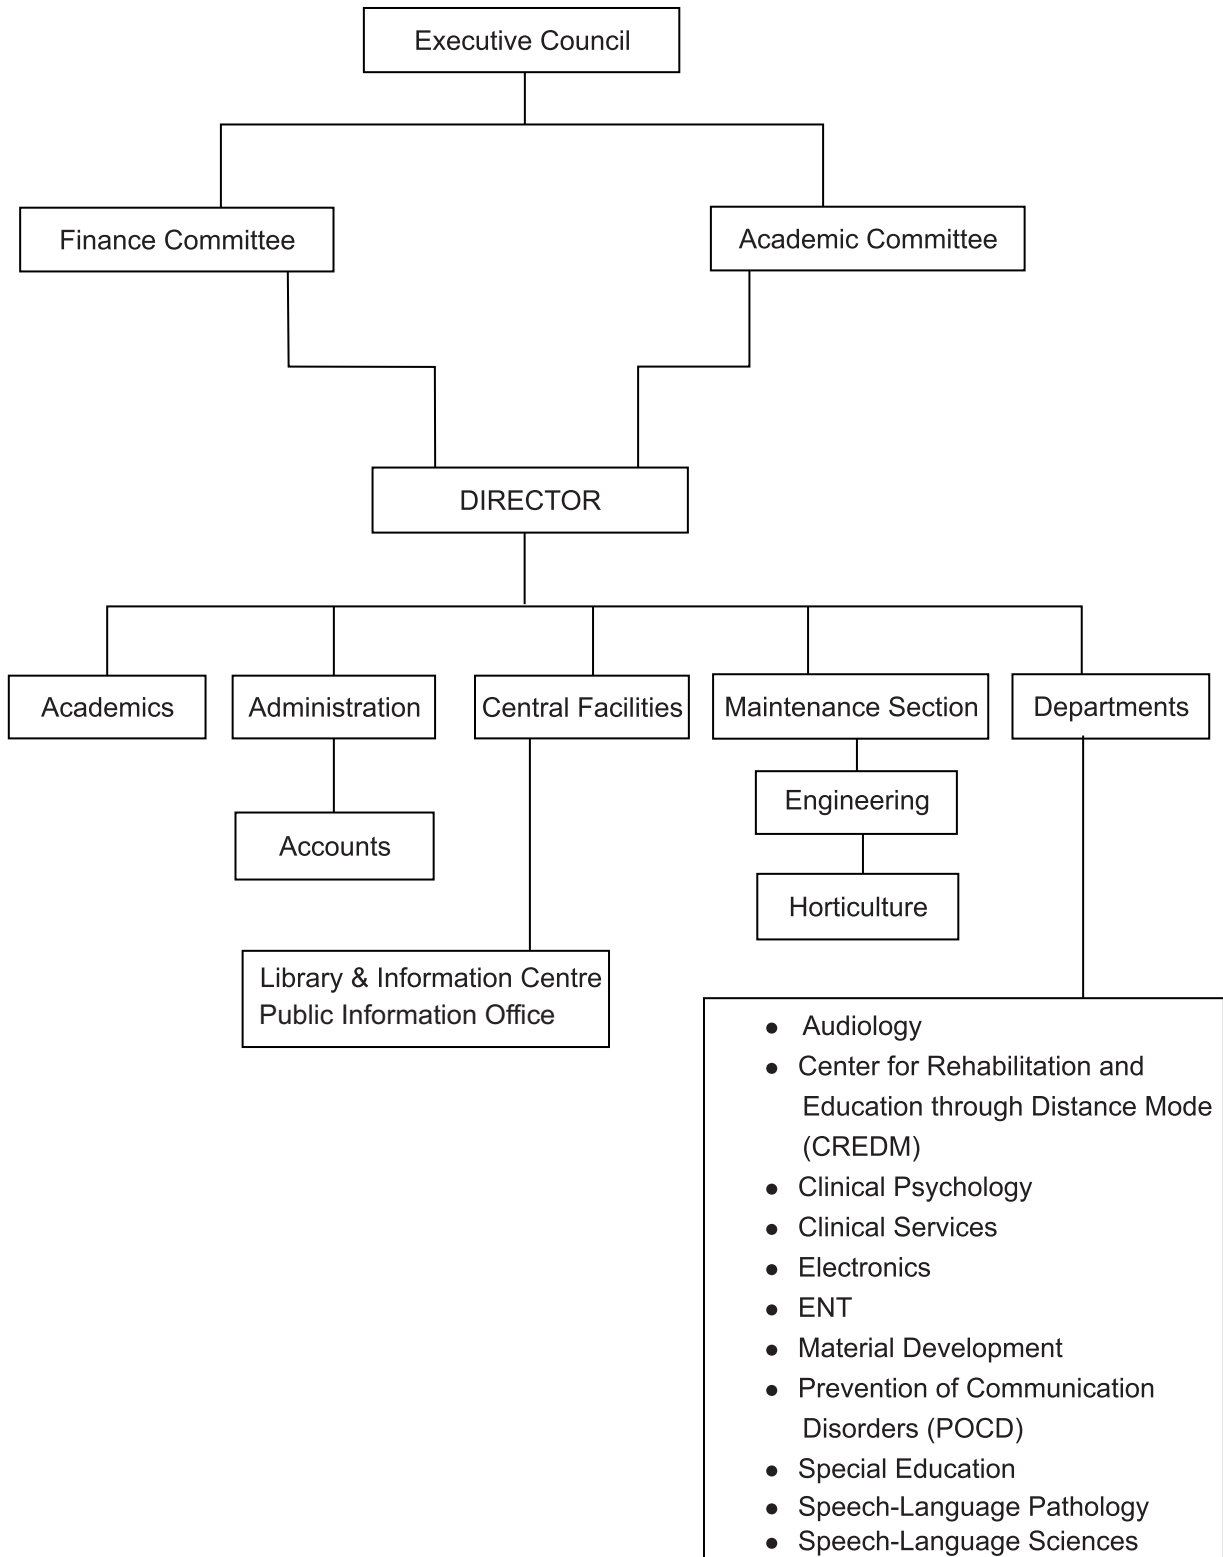 Executive Council
Finance Committee
Academic Committee
DIRECTOR
Academics
Administration
Central Facilities
Maintenance Section
Departments
Engineering
Accounts
Horticulture
Library & Information Centre
Public Information Office
● Audiology
● Center for Rehabilitation and
Education through Distance Mode
(CREDM)
● Clinical Psychology
● Clinical Services
● Electronics
● ENT
● Material Development
● Prevention of Communication
Disorders (POCD)
● Special Education
● Speech-Language Pathology
● Speech-Language Sciences